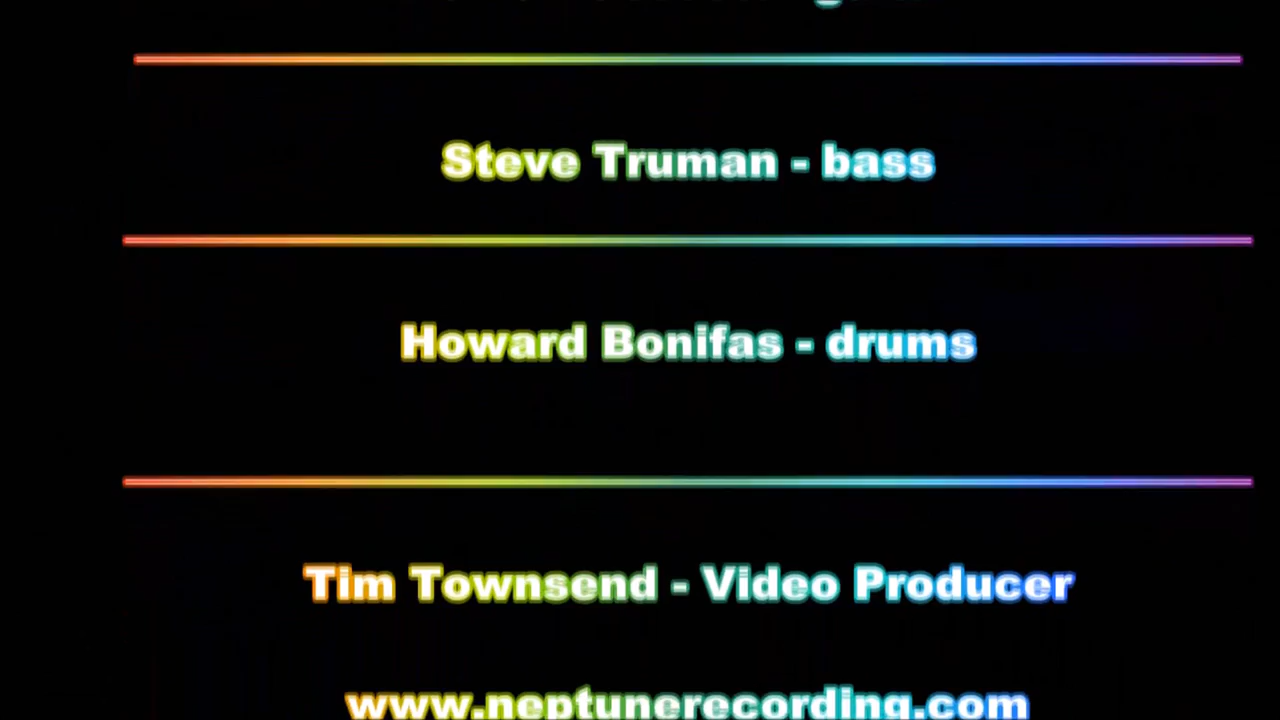 Steve Truman - bass
Howard Bonifas - drums
Tim Townsend - Video Producer
www.neptunerecording.com